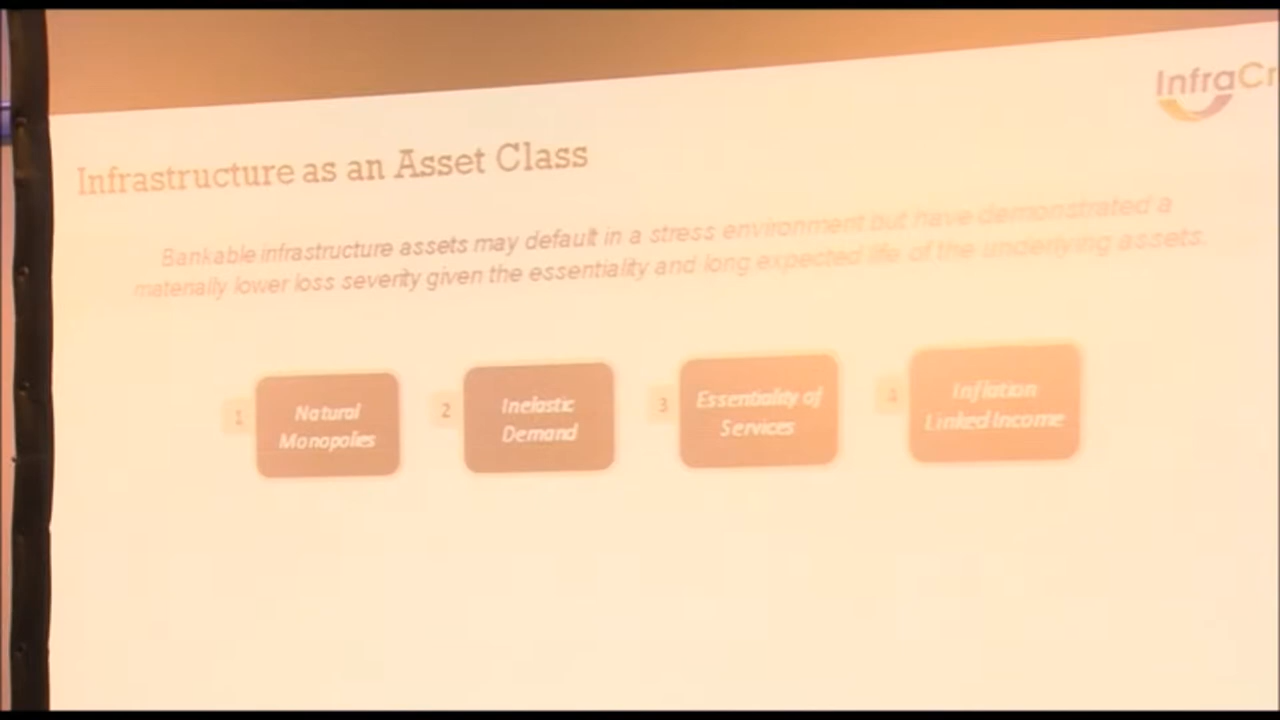 InfraCr
Infrastructure as an Asset Class
Bankable infrastructure assets may default in a stress environment but have demonstrated a
materially lower loss severity given the essentiality and long expected life of the underlying assets.
1
Natural
Monopolies
2
Inelastic
Demand
3
Essentiality of
Services
4
Inflation
Linked Income